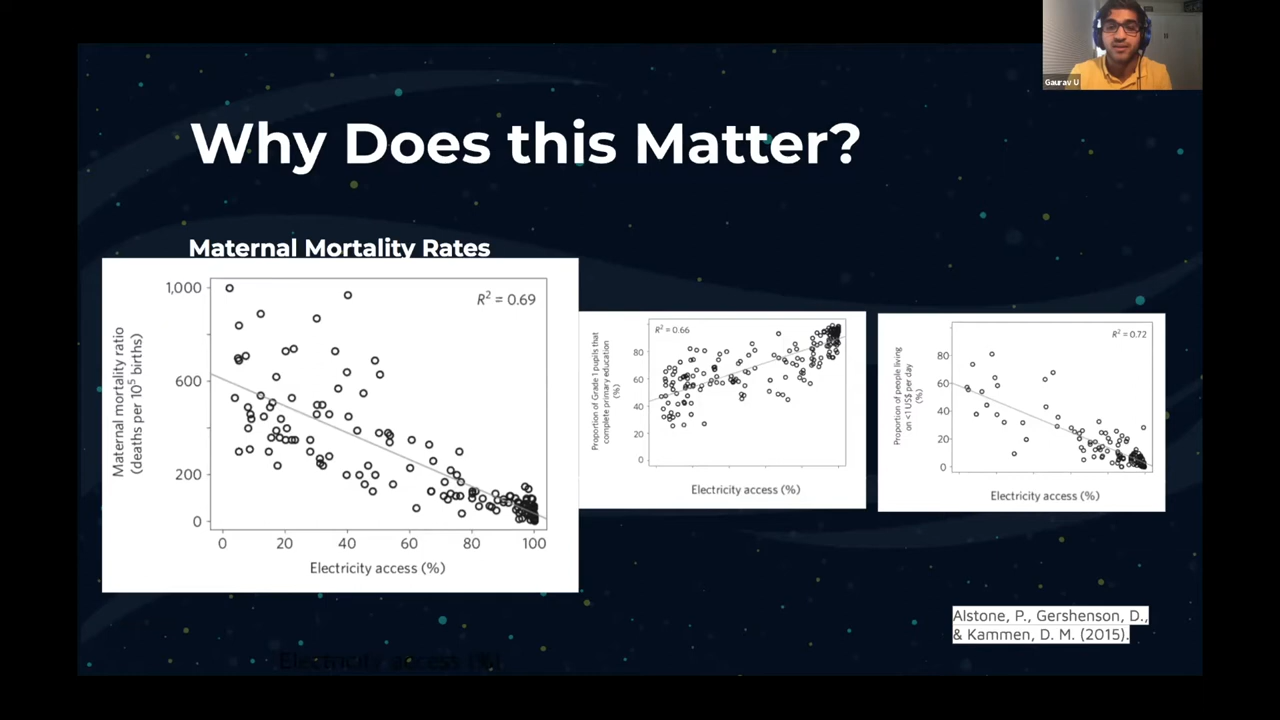 Gaurav U
Why Does this Matter?
Maternal Mortality Rates
Maternal mortality ratio
(deaths per 10⁵ births)
1,000
600
200
0
R² = 0.69
0 20 40 60 80 100
Electricity access (%)
Proportion of Grade 1 pupils that
complete primary education
(%)
80
60
40
20
0
R² = 0.66
Electricity access (%)
Proportion of people living
on <1 US$ per day
(%)
80
60
40
20
0
R² = 0.72
Electricity access (%)
Alstone, P., Gershenson, D.,
& Kammen, D. M. (2015).
Electricity access (%)